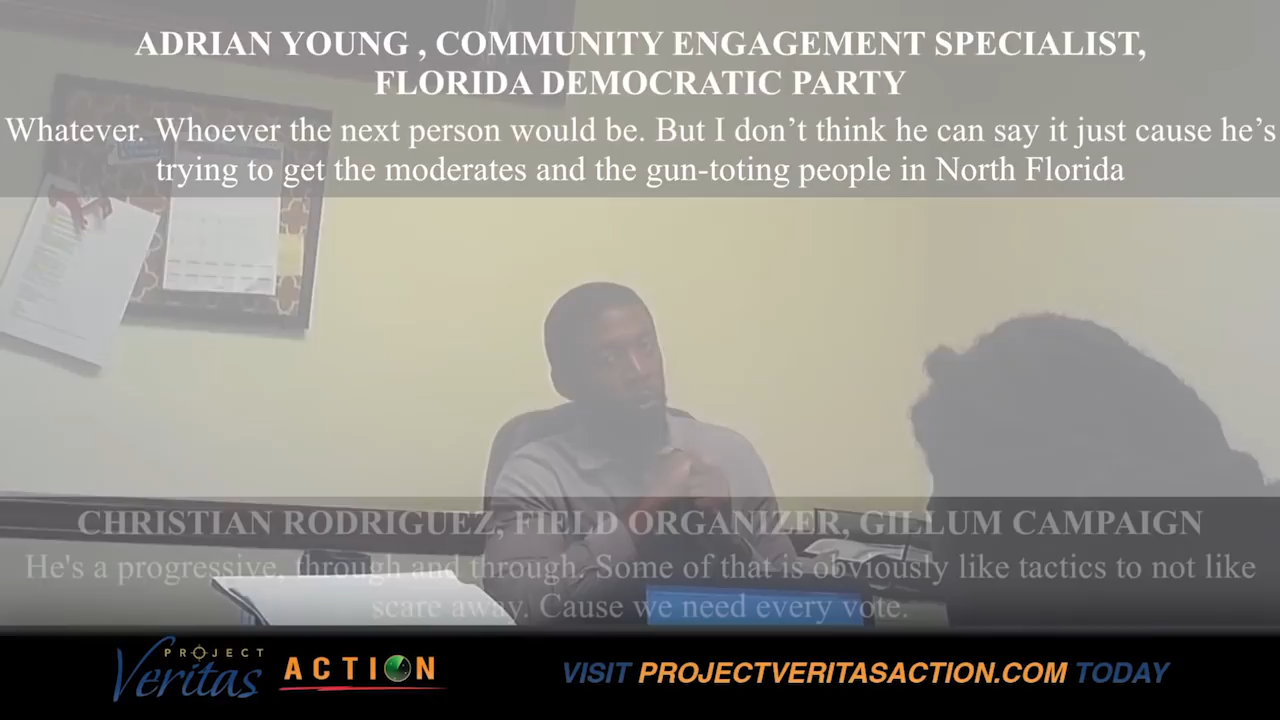 ADRIAN YOUNG , COMMUNITY ENGAGEMENT SPECIALIST,
FLORIDA DEMOCRATIC PARTY
Whatever. Whoever the next person would be. But I don’t think he can say it just cause he’s
trying to get the moderates and the gun-toting people in North Florida
CHRISTIAN RODRIGUEZ, FIELD ORGANIZER, GILLUM CAMPAIGN
He's a progressive, through and through. Some of that is obviously like tactics to not like
scare away. Cause we need every vote.
PROJECT
Veritas ACTION
VISIT PROJECTVERITASACTION.COM TODAY